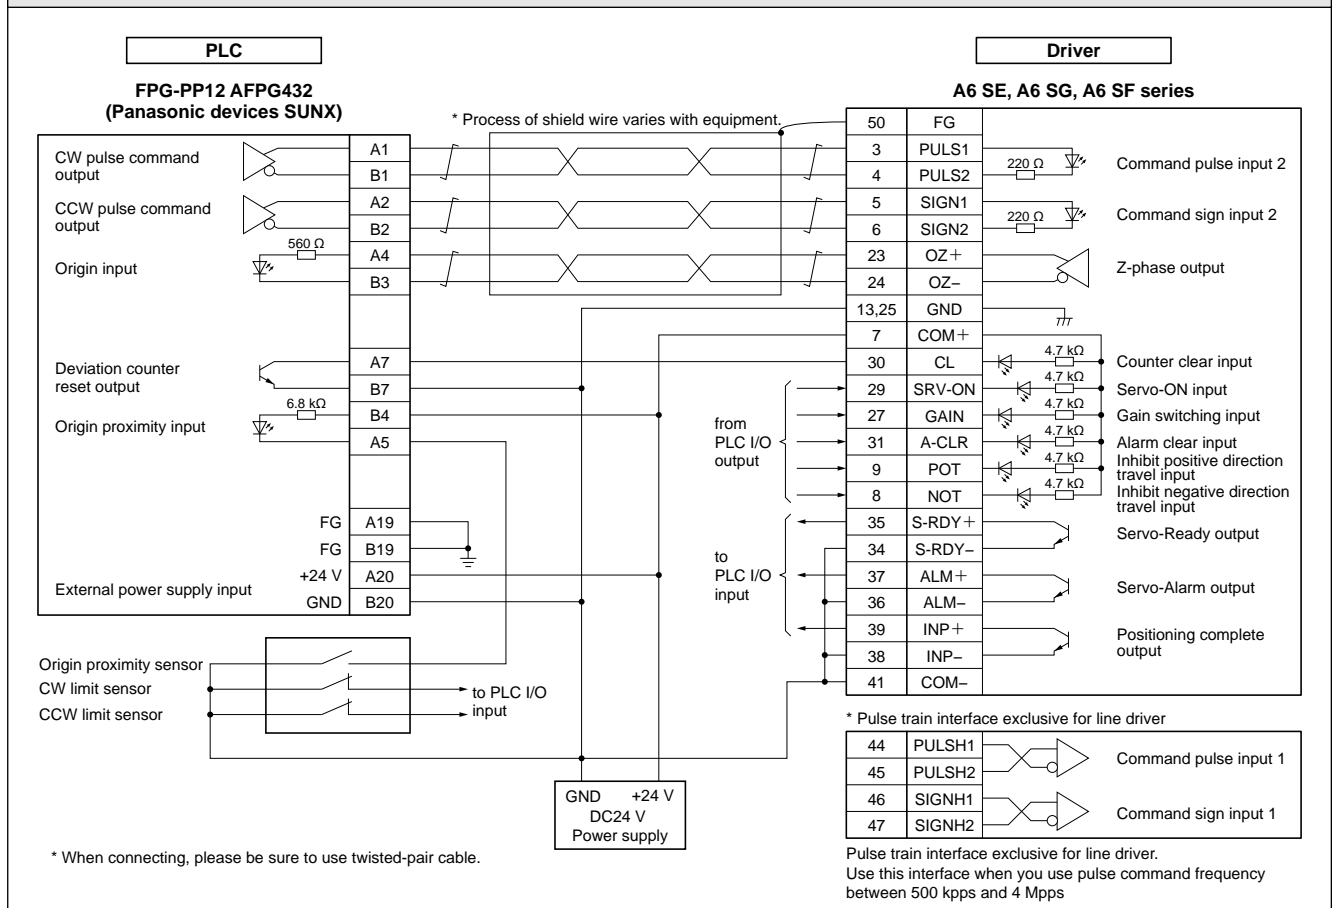 PLC
FPG-PP12 AFPG432
(Panasonic devices SUNX)
Driver
A6 SE, A6 SG, A6 SF series
* Process of shield wire varies with equipment.
CW pulse command
output
A1
B1
CCW pulse command
output
A2
B2
Origin input
560 Ω
A4
B3
Deviation counter
reset output
A7
B7
Origin proximity input
6.8 kΩ
B4
A5
FG A19
FG B19
External power supply input
+24 V A20
GND B20
Origin proximity sensor
CW limit sensor
CCW limit sensor
to PLC I/O
input
GND +24 V
DC24 V
Power supply
* When connecting, please be sure to use twisted-pair cable.
from
PLC I/O
output
to
PLC I/O
input
50 FG
3 PULS1
4 PULS2
220 Ω
Command pulse input 2
5 SIGN1
6 SIGN2
220 Ω
Command sign input 2
23 OZ+
24 OZ−
Z-phase output
13,25 GND
7 COM+
30 CL 4.7 kΩ Counter clear input
29 SRV-ON 4.7 kΩ Servo-ON input
27 GAIN 4.7 kΩ Gain switching input
31 A-CLR 4.7 kΩ Alarm clear input
9 POT 4.7 kΩ Inhibit positive direction
travel input
8 NOT 4.7 kΩ Inhibit negative direction
travel input
35 S-RDY+
34 S-RDY−
Servo-Ready output
37 ALM+
36 ALM−
Servo-Alarm output
39 INP+
38 INP−
Positioning complete
output
41 COM−
* Pulse train interface exclusive for line driver
44 PULSH1
45 PULSH2
Command pulse input 1
46 SIGNH1
47 SIGNH2
Command sign input 1
Pulse train interface exclusive for line driver.
Use this interface when you use pulse command frequency
between 500 kpps and 4 Mpps